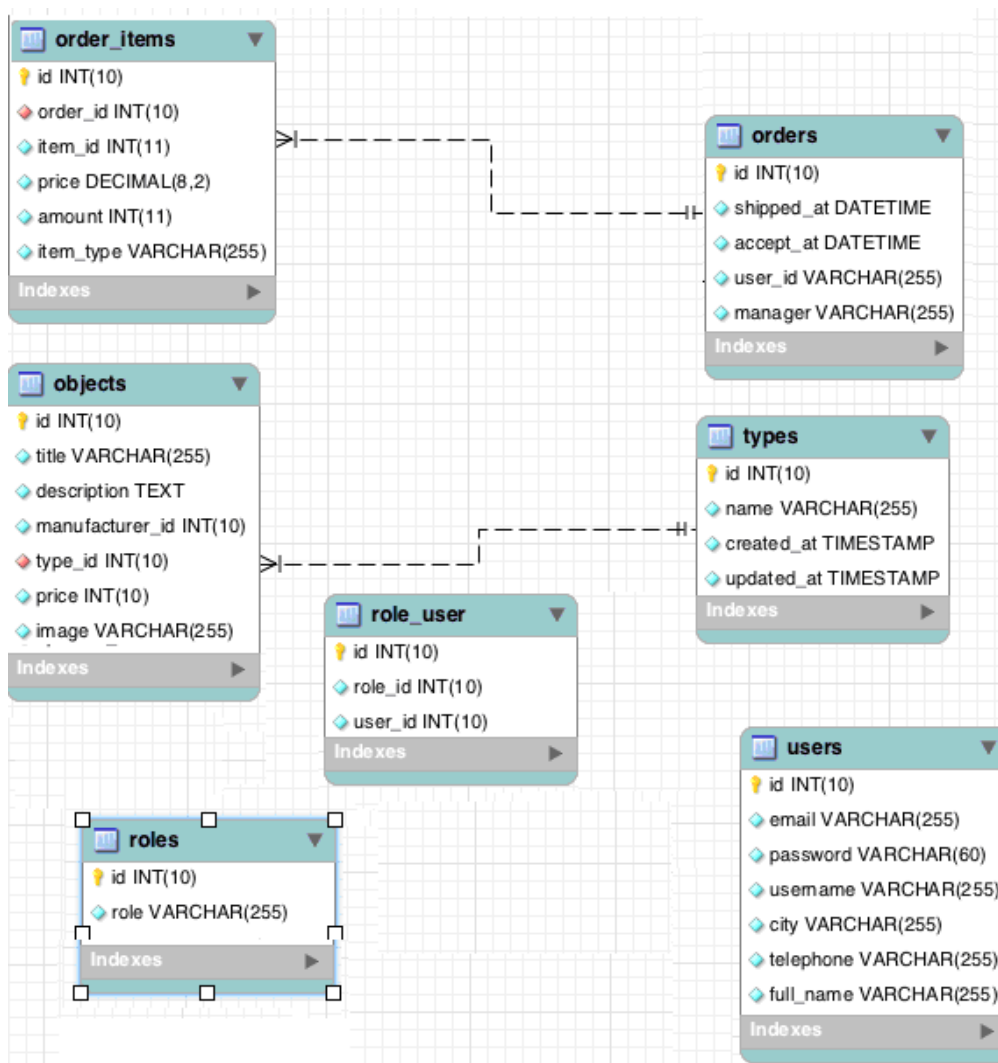 order_items
id INT(10)
order_id INT(10)
item_id INT(11)
price DECIMAL(8,2)
amount INT(11)
item_type VARCHAR(255)
Indexes
orders
id INT(10)
shipped_at DATETIME
accept_at DATETIME
user_id VARCHAR(255)
manager VARCHAR(255)
Indexes
objects
id INT(10)
title VARCHAR(255)
description TEXT
manufacturer_id INT(10)
type_id INT(10)
price INT(10)
image VARCHAR(255)
Indexes
types
id INT(10)
name VARCHAR(255)
created_at TIMESTAMP
updated_at TIMESTAMP
Indexes
role_user
id INT(10)
role_id INT(10)
user_id INT(10)
Indexes
roles
id INT(10)
role VARCHAR(255)
Indexes
users
id INT(10)
email VARCHAR(255)
password VARCHAR(60)
username VARCHAR(255)
city VARCHAR(255)
telephone VARCHAR(255)
full_name VARCHAR(255)
Indexes